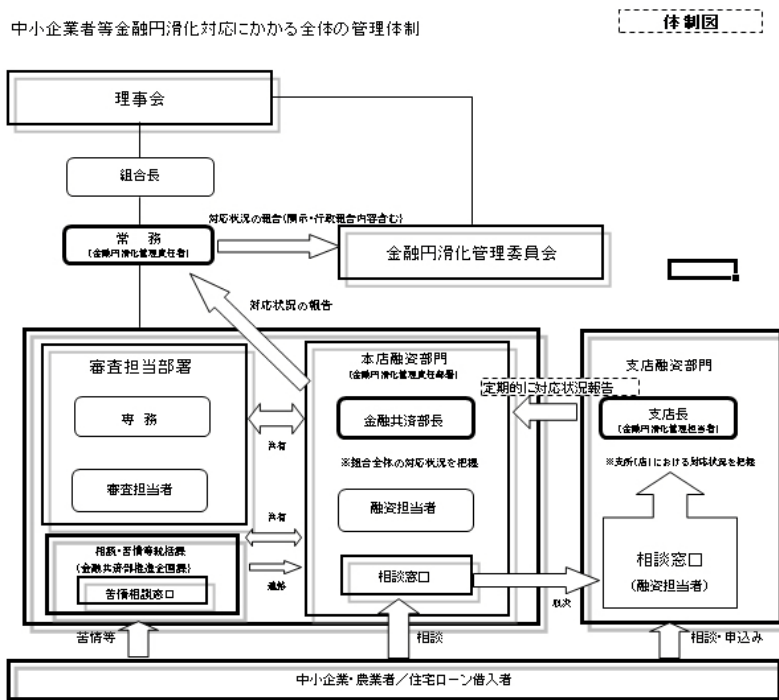 中小企業者等金融円滑化対応にかかる全体の管理体制
体制図
理事会
組合長
対応状況の報告(開示・行政報告内容含む)
常　務
(金融円滑化管理責任者)
金融円滑化管理委員会
対応状況の報告
審査担当部署
本店融資部門
(金融円滑化管理責任部署)
支店融資部門
定期的に対応状況報告
専　務
金融共済部長
支店長
(金融円滑化管理担当者)
共有
※組合全体の対応状況を把握
※支所(店)における対応状況を把握
審査担当者
融資担当者
共有
相談・苦情等統括課
(金融共済部推進企画課)
苦情相談窓口
連絡
相談窓口
取次
相談窓口
(融資担当者)
苦情等
相談
相談・申込み
中小企業・農業者／住宅ローン借入者